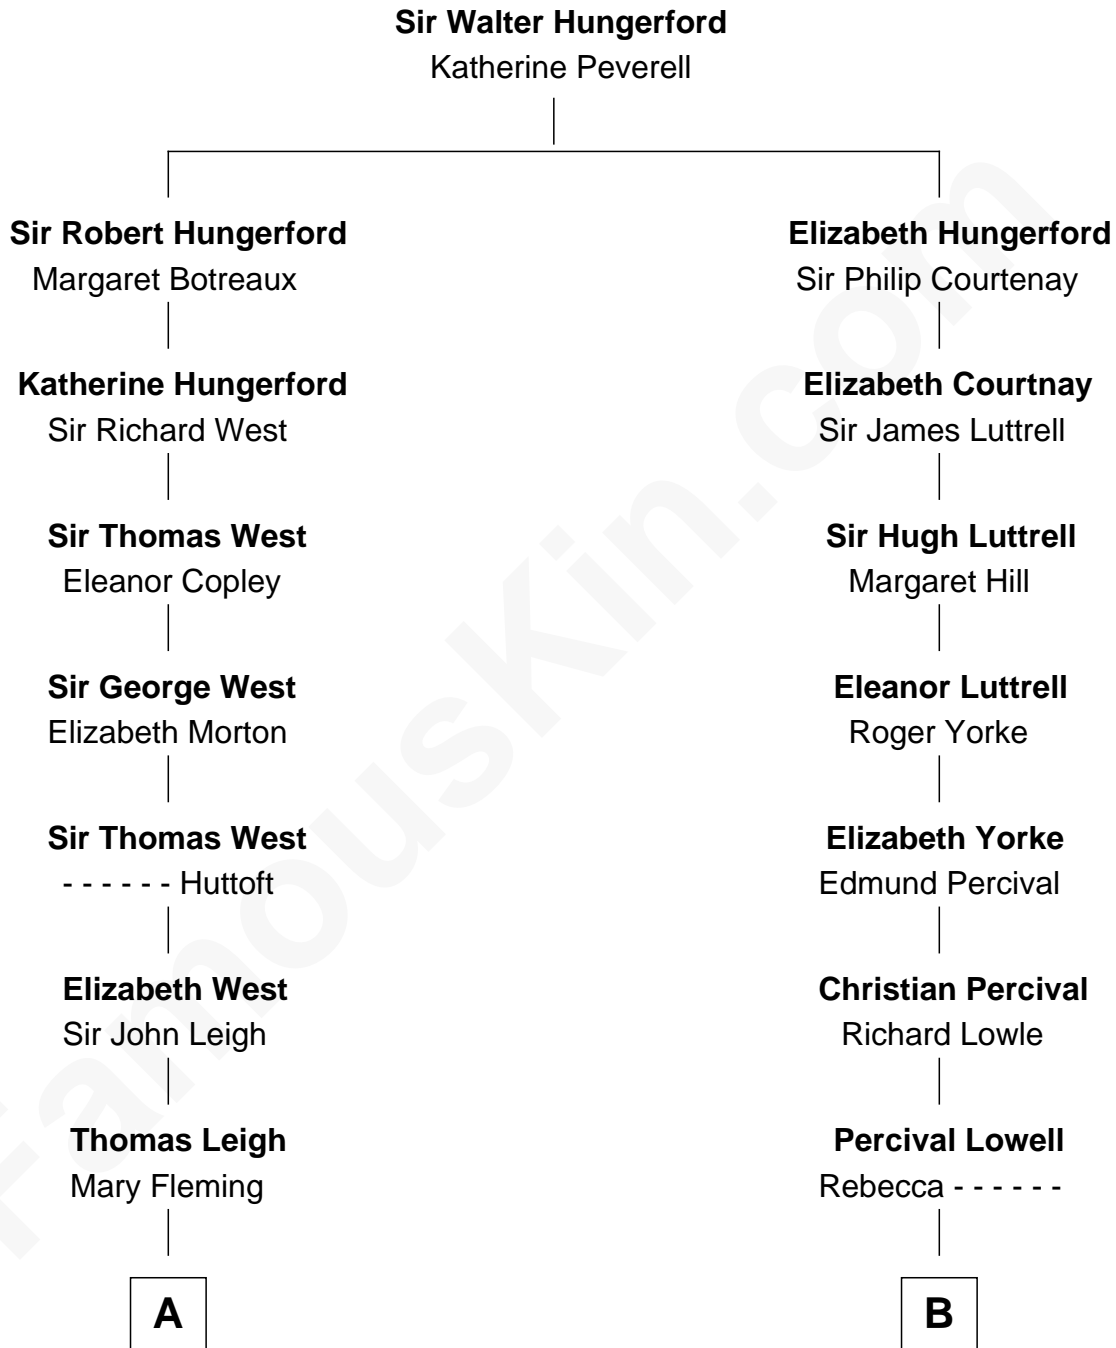 Sir Walter Hungerford
Katherine Peverell
Sir Robert Hungerford
Margaret Botreaux
Elizabeth Hungerford
Sir Philip Courtenay
Katherine Hungerford
Sir Richard West
Elizabeth Courtnay
Sir James Luttrell
Sir Thomas West
Eleanor Copley
Sir Hugh Luttrell
Margaret Hill
Sir George West
Elizabeth Morton
Eleanor Luttrell
Roger Yorke
Sir Thomas West
- - - - - - Huttoft
Elizabeth Yorke
Edmund Percival
Elizabeth West
Sir John Leigh
Christian Percival
Richard Lowle
Thomas Leigh
Mary Fleming
Percival Lowell
Rebecca - - - - - -
A
B
FamousKin.com